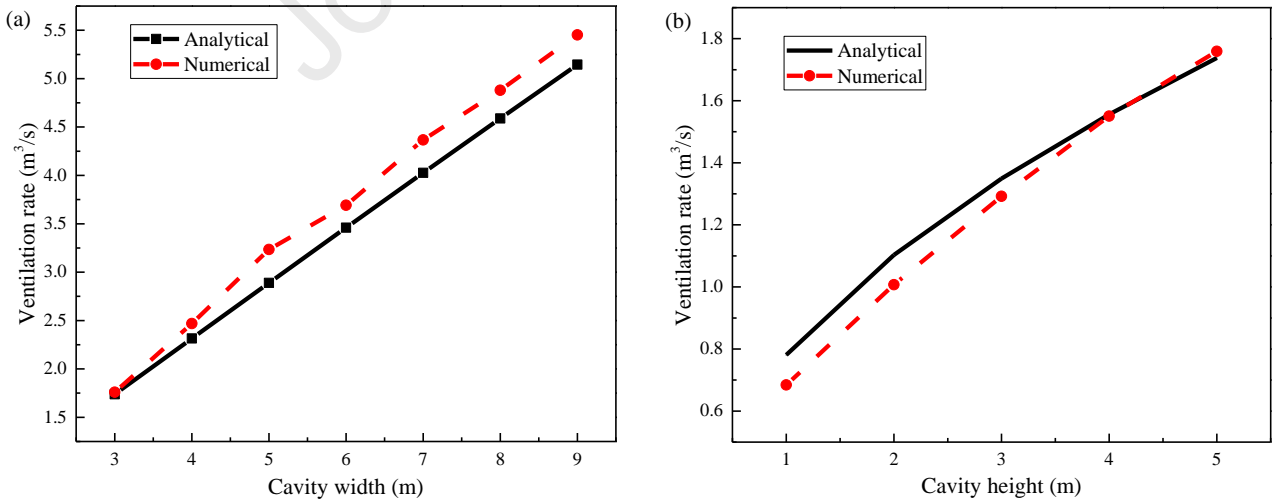 (a)
Jo
Analytical
Numerical
Ventilation rate (m³/s)
5.5
5.0
4.5
4.0
3.5
3.0
2.5
2.0
1.5
3 4 5 6 7 8 9
Cavity width (m)
(b)
Analytical
Numerical
Ventilation rate (m³/s)
1.8
1.6
1.4
1.2
1.0
0.8
0.6
1 2 3 4 5
Cavity height (m)